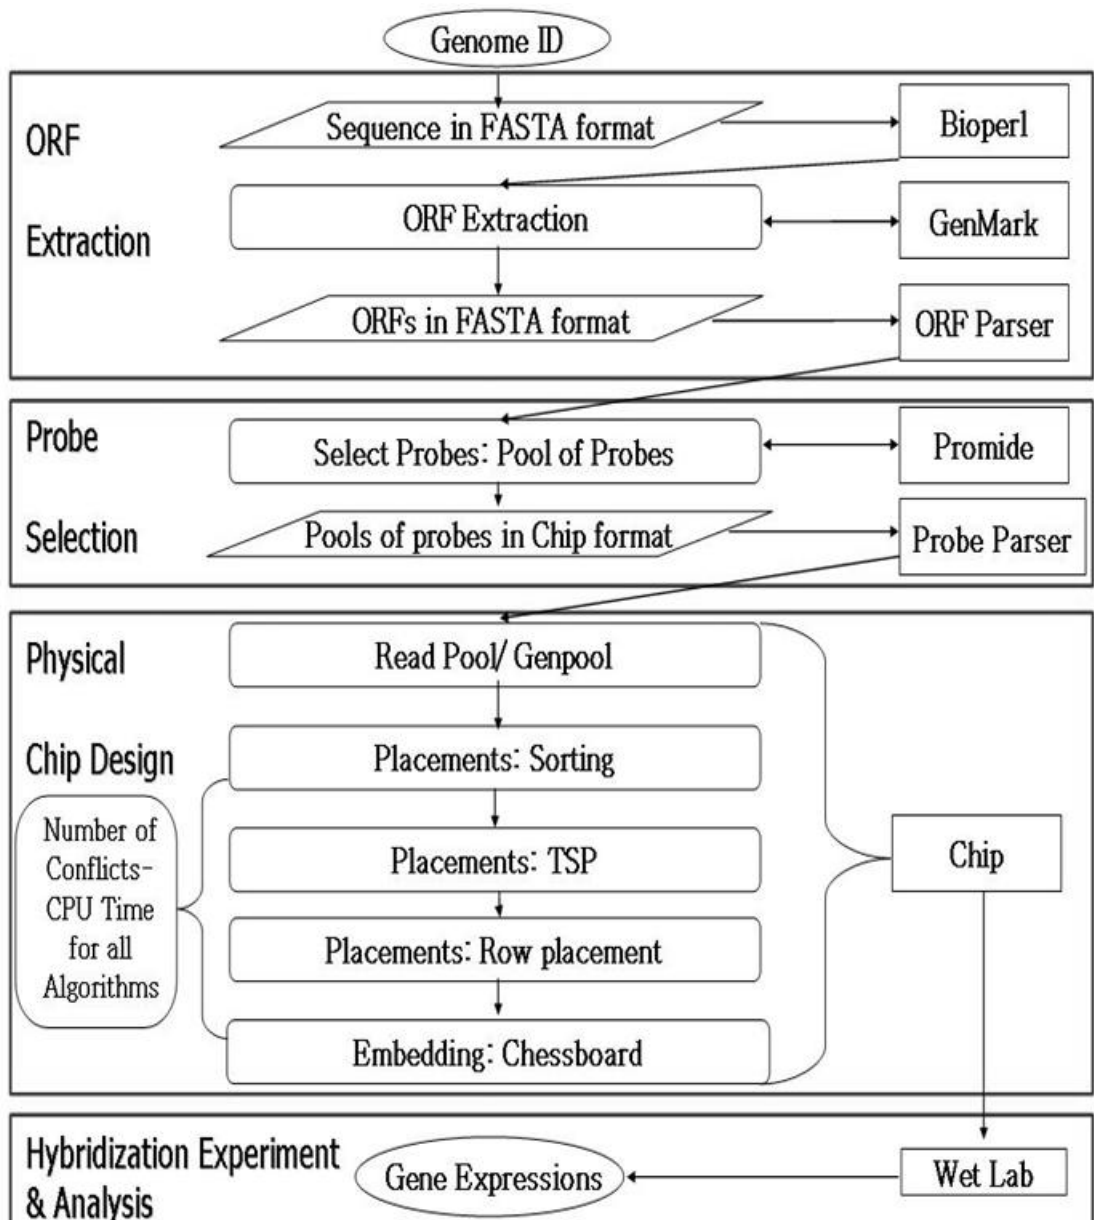 Genome ID
ORF
Extraction
Sequence in FASTA format
Bioperl
ORF Extraction
GenMark
ORFs in FASTA format
ORF Parser
Probe
Selection
Select Probes: Pool of Probes
Promide
Pools of probes in Chip format
Probe Parser
Physical
Chip Design
Read Pool/ Genpool
Placements: Sorting
Number of
Conflicts-
CPU Time
for all
Algorithms
Placements: TSP
Chip
Placements: Row placement
Embedding: Chessboard
Hybridization Experiment
& Analysis
Gene Expressions
Wet Lab